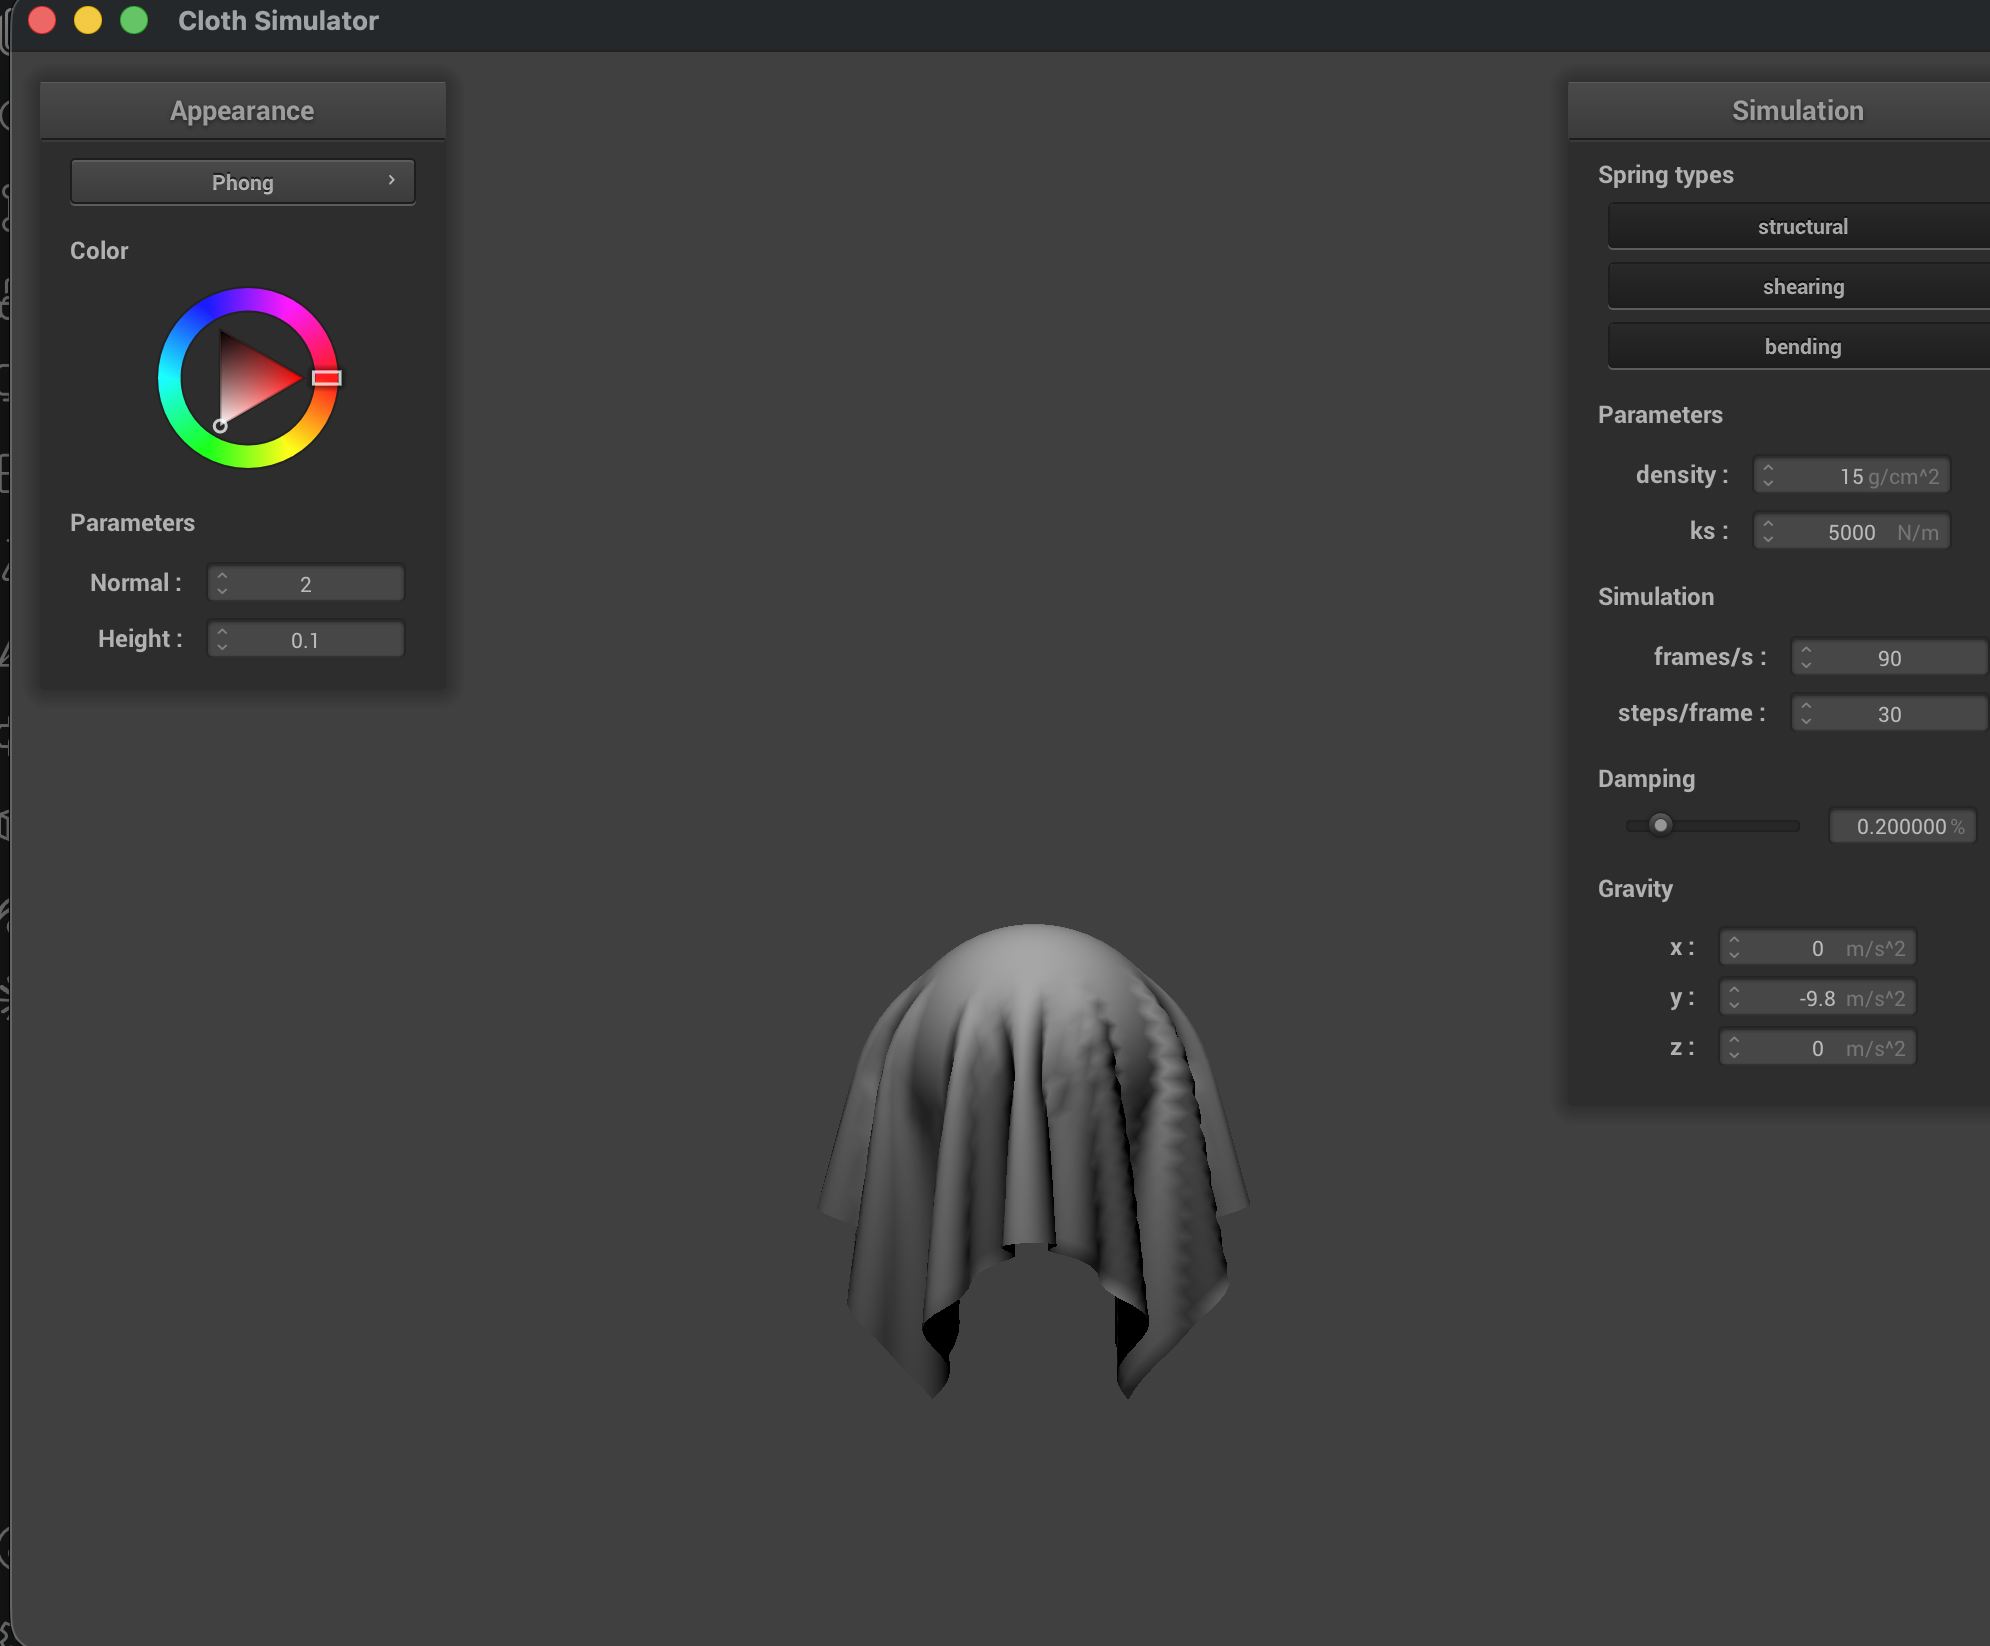 Cloth Simulator
Appearance
Phong
Color
Parameters
Normal : 2
Height : 0.1
Simulation
Spring types
structural
shearing
bending
Parameters
density : 15 g/cm^2
ks : 5000 N/m
Simulation
frames/s : 90
steps/frame : 30
Damping
0.200000 %
Gravity
x : 0 m/s^2
y : -9.8 m/s^2
z : 0 m/s^2